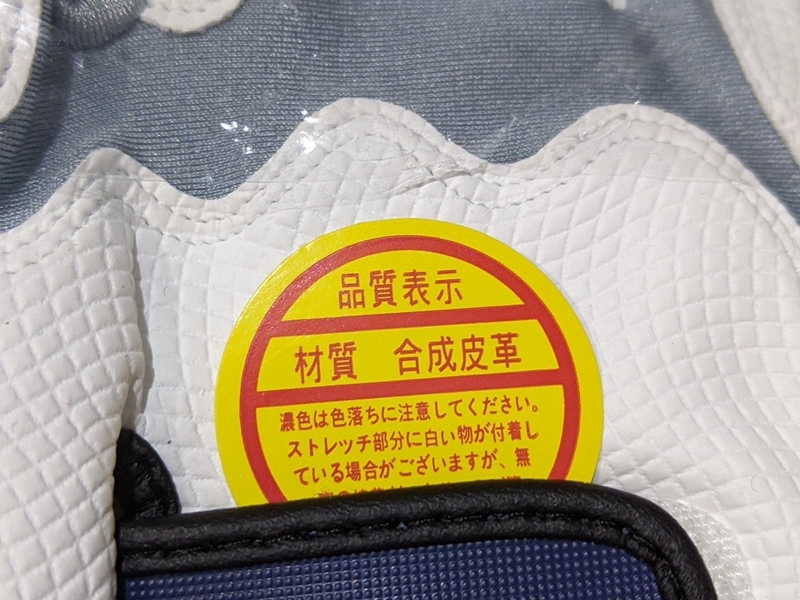 品質表示
材質　合成皮革
濃色は色落ちに注意してください。
ストレッチ部分に白い物が付着し
ている場合がございますが、無